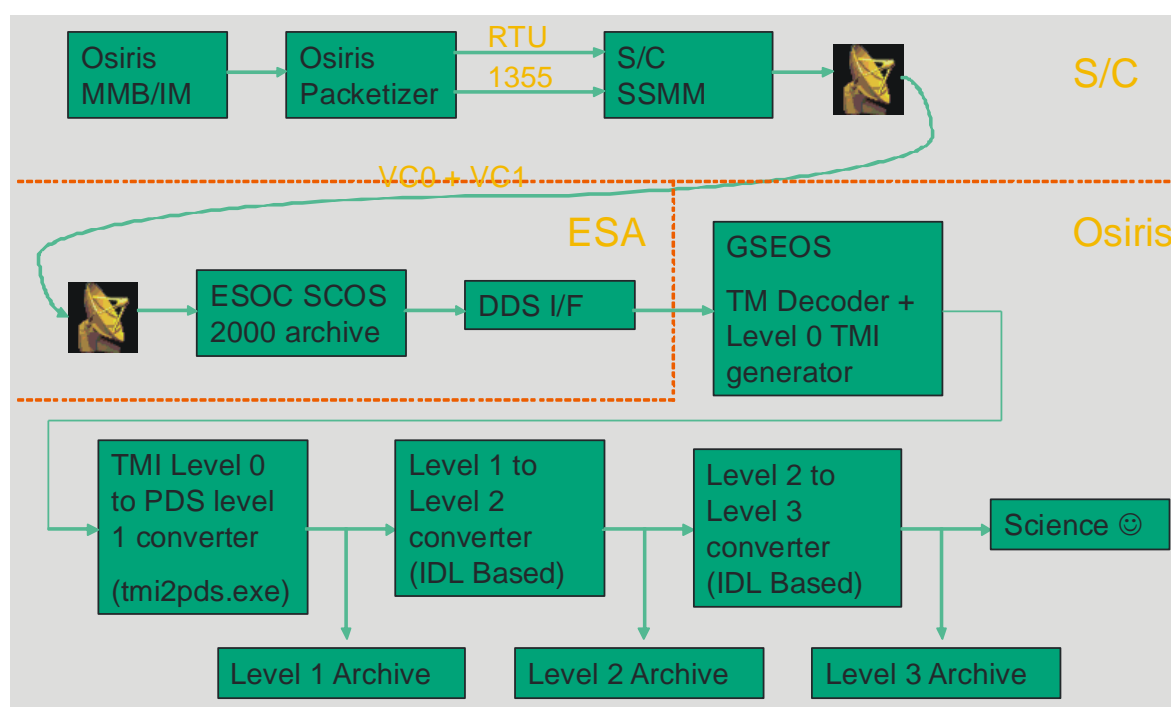 Osiris
MMB/IM
Osiris
Packetizer
RTU
1355
S/C
SSMM
S/C
VC0 + VC1
ESA
Osiris
ESOC SCOS
2000 archive
DDS I/F
GSEOS
TM Decoder +
Level 0 TMI
generator
TMI Level 0
to PDS level
1 converter
(tmi2pds.exe)
Level 1 to
Level 2
converter
(IDL Based)
Level 2 to
Level 3
converter
(IDL Based)
Science ☺
Level 1 Archive
Level 2 Archive
Level 3 Archive